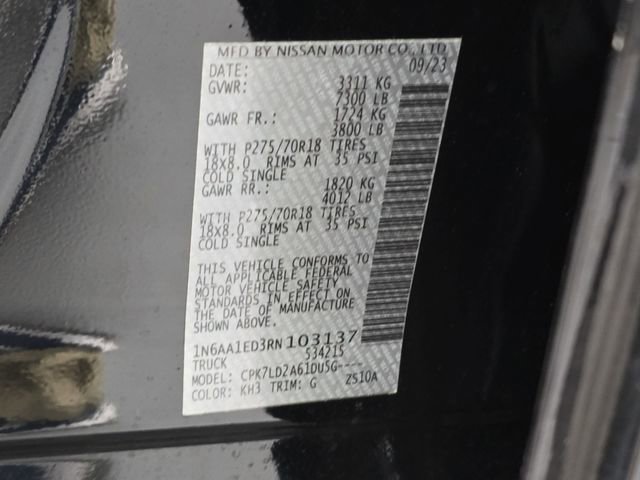 MFD BY NISSAN MOTOR CO., LTD
DATE: 09/23
GVWR: 3311 KG
7300 LB
GAWR FR.: 1724 KG
3800 LB
WITH P275/70R18 TIRES
18X8.0 RIMS AT 35 PSI
COLD SINGLE
GAWR RR.: 1820 KG
4012 LB
WITH P275/70R18 TIRES
18X8.0 RIMS AT 35 PSI
COLD SINGLE
THIS VEHICLE CONFORMS TO
ALL APPLICABLE FEDERAL
MOTOR VEHICLE SAFETY
STANDARDS IN EFFECT ON
THE DATE OF MANUFACTURE
SHOWN ABOVE.
1N6AA1ED3RN103137
TRUCK 534215
MODEL: CPK7LD2A61DU5G----
COLOR: KH3 TRIM: G Z510A